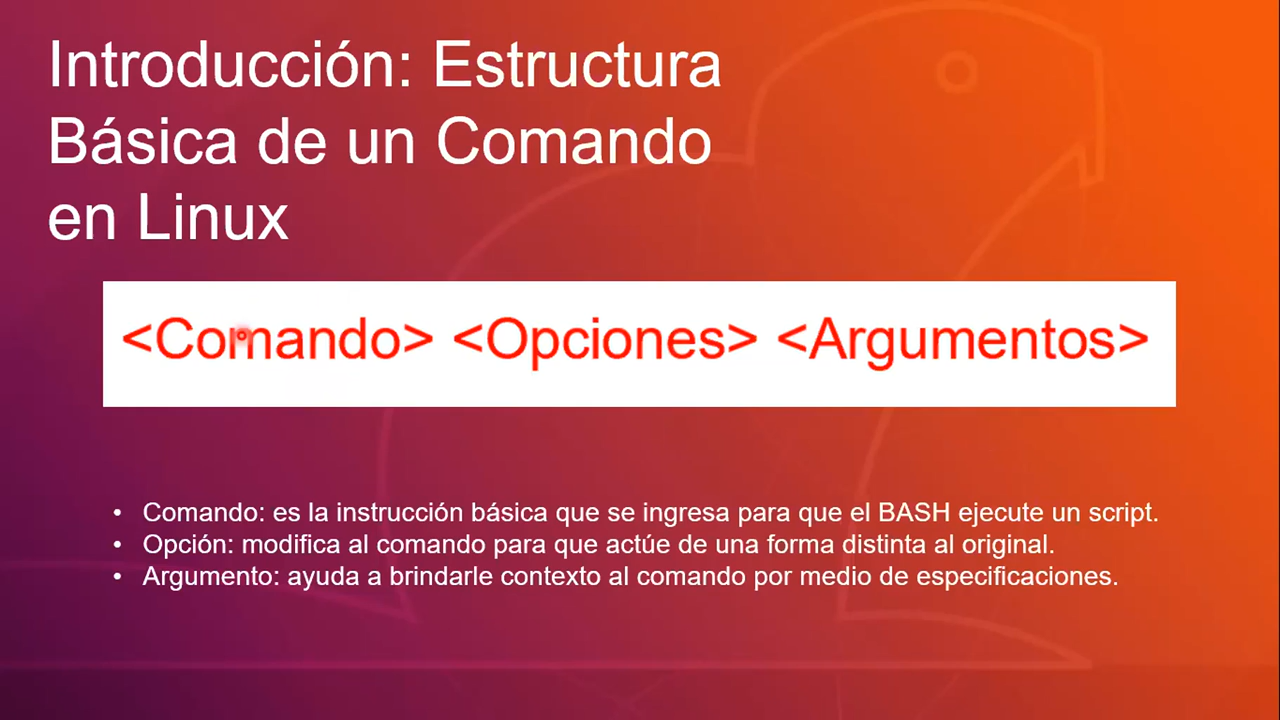 Introducción: Estructura
Básica de un Comando
en Linux
<Comando> <Opciones> <Argumentos>
• Comando: es la instrucción básica que se ingresa para que el BASH ejecute un script.
• Opción: modifica al comando para que actúe de una forma distinta al original.
• Argumento: ayuda a brindarle contexto al comando por medio de especificaciones.